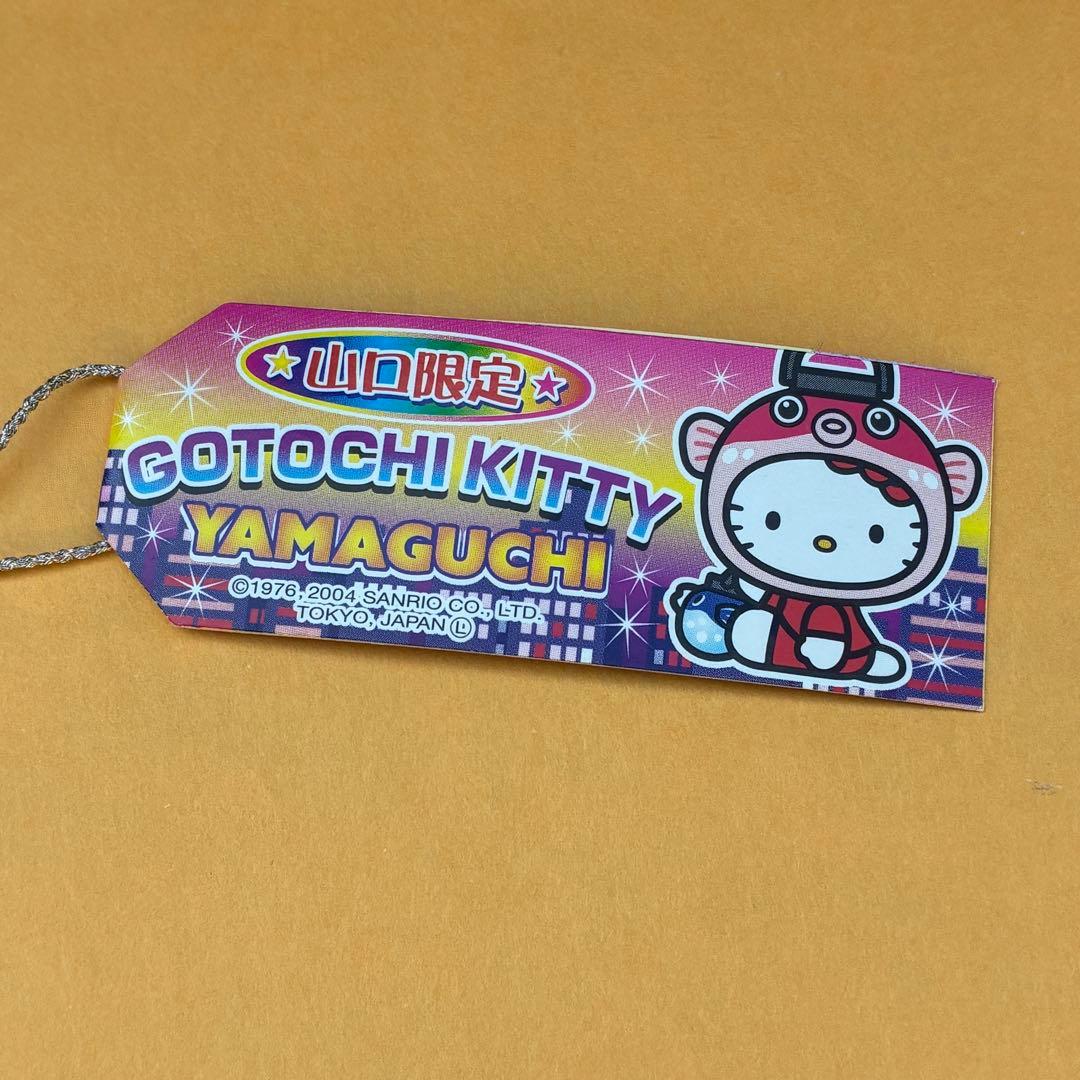 山口限定
GOTOCHI KITTY
YAMAGUCHI
©1976, 2004 SANRIO CO., LTD.
TOKYO, JAPAN Ⓛ